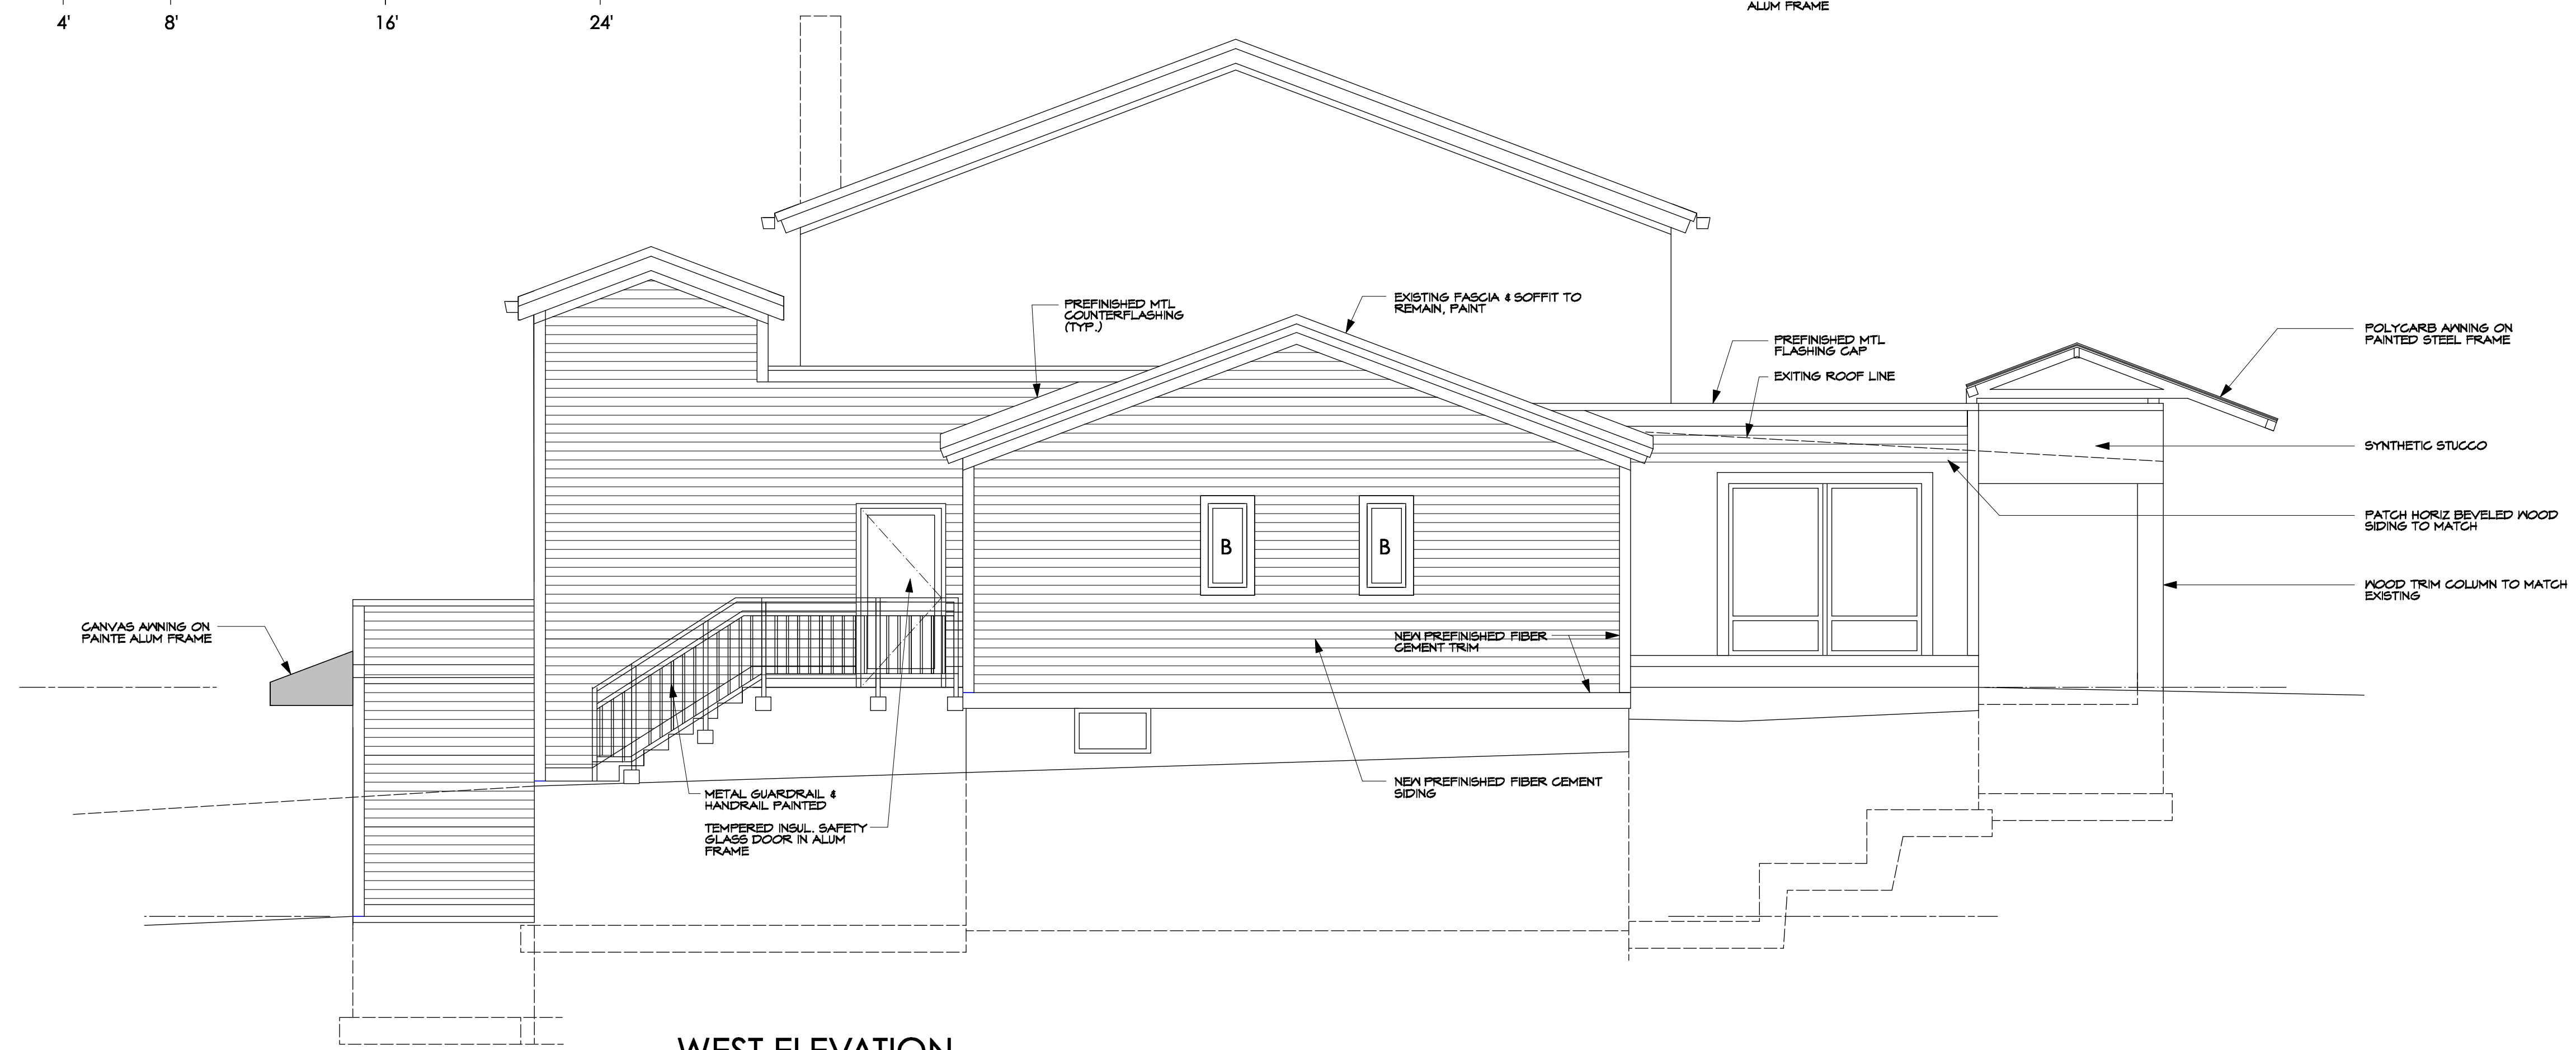 ALUM FRAME
4' 8' 16' 24'
PREFINISHED MTL
COUNTERFLASHING
(TYP.)
EXISTING FASCIA & SOFFIT TO
REMAIN, PAINT
PREFINISHED MTL
FLASHING CAP
EXITING ROOF LINE
POLYCARB AWNING ON
PAINTED STEEL FRAME
SYNTHETIC STUCCO
PATCH HORIZ BEVELED WOOD
SIDING TO MATCH
WOOD TRIM COLUMN TO MATCH
EXISTING
B
B
CANVAS AWNING ON
PAINTE ALUM FRAME
NEW PREFINISHED FIBER
CEMENT TRIM
NEW PREFINISHED FIBER CEMENT
SIDING
METAL GUARDRAIL &
HANDRAIL PAINTED
TEMPERED INSUL. SAFETY
GLASS DOOR IN ALUM
FRAME
WEST ELEVATION